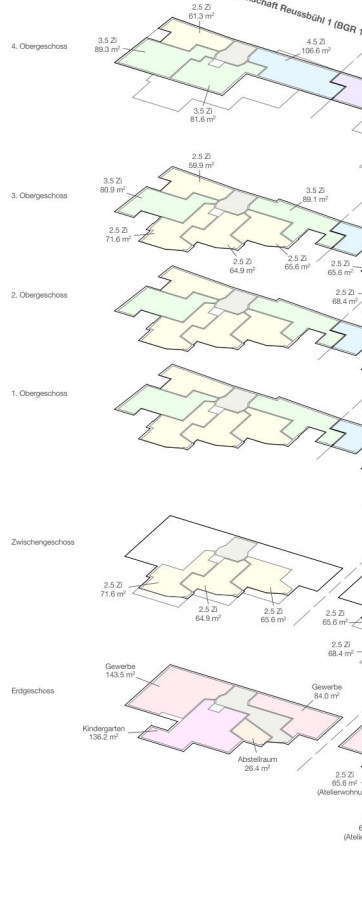 schaft Reussbühl 1 (BGR 1
4. Obergeschoss
2.5 Zi
61.3 m²
3.5 Zi
89.3 m²
4.5 Zi
106.6 m²
3.5 Zi
81.6 m²
3. Obergeschoss
2.5 Zi
59.9 m²
3.5 Zi
80.9 m²
3.5 Zi
89.1 m²
2.5 Zi
71.6 m²
2.5 Zi
64.9 m²
2.5 Zi
65.6 m²
2.5 Zi
65.6 m²
2. Obergeschoss
2.5 Zi
68.4 m²
1. Obergeschoss
Zwischengeschoss
2.5 Zi
71.6 m²
2.5 Zi
64.9 m²
2.5 Zi
65.6 m²
2.5 Zi
65.6 m²
2.5 Zi
68.4 m²
Erdgeschoss
Gewerbe
143.5 m²
Gewerbe
84.0 m²
Kindergarten
136.2 m²
Abstellraum
26.4 m²
2.5 Zi
65.6 m²
(Atelierwohnu
6
(Atelie